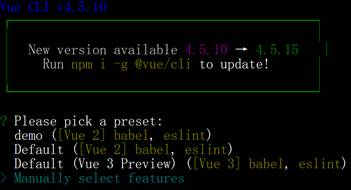 Vue CLI v4.5.10
New version available 4.5.10 → 4.5.15
Run npm i -g @vue/cli to update!
? Please pick a preset:
demo ([Vue 2] babel, eslint)
Default ([Vue 2] babel, eslint)
Default (Vue 3 Preview) ([Vue 3] babel, eslint)
> Manually select features